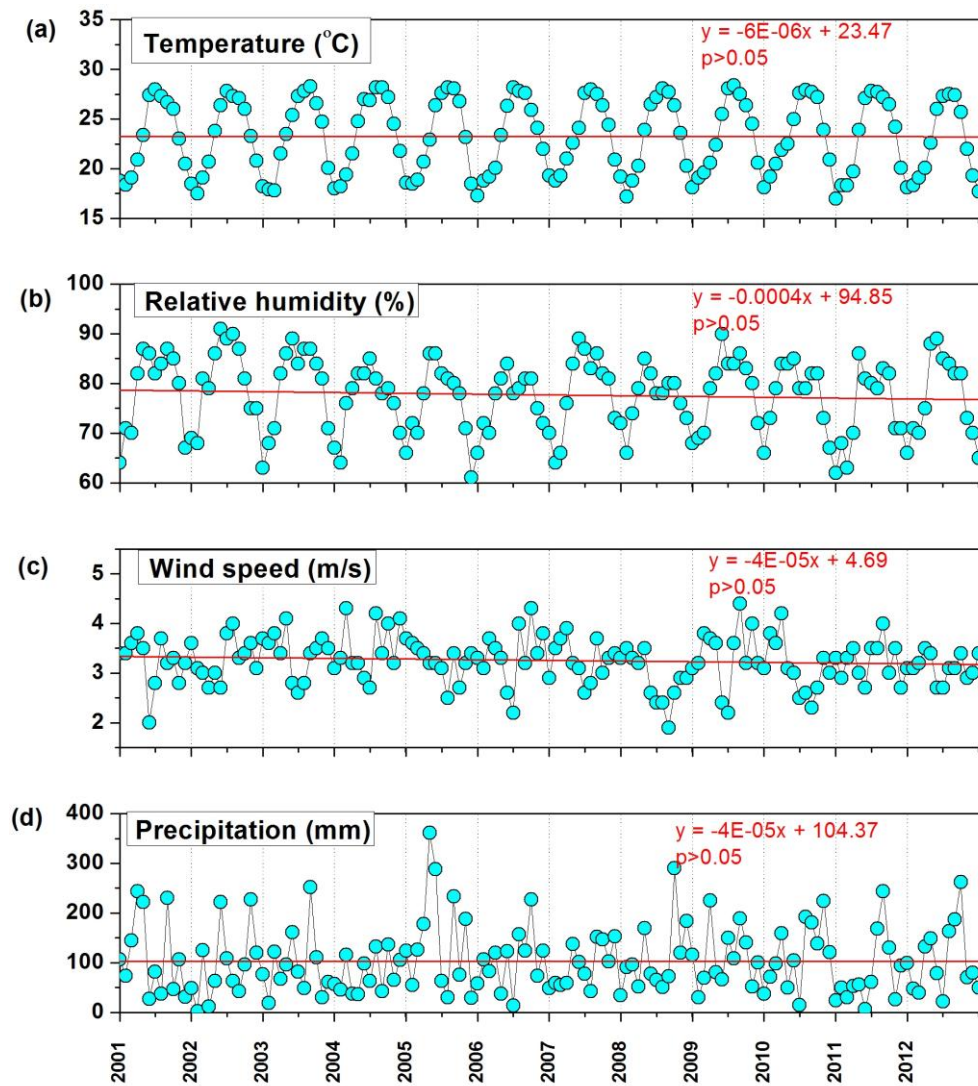 (a)
Temperature (°C)
y = -6E-06x + 23.47
p>0.05
35
30
25
20
15
(b)
Relative humidity (%)
y = -0.0004x + 94.85
p>0.05
100
90
80
70
60
(c)
Wind speed (m/s)
y = -4E-05x + 4.69
p>0.05
5
4
3
2
(d)
Precipitation (mm)
y = -4E-05x + 104.37
p>0.05
400
300
200
100
0
2001
2002
2003
2004
2005
2006
2007
2008
2009
2010
2011
2012